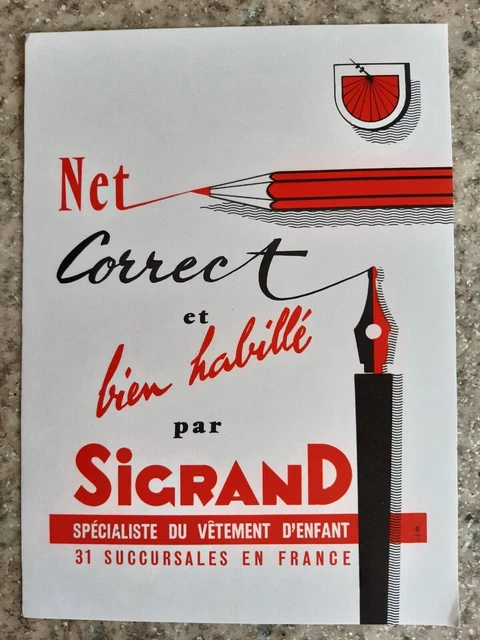 Net
Correct
et
bien habillé
par
SiGRAND
SPÉCIALISTE DU VÊTEMENT D'ENFANT
31 SUCCURSALES EN FRANCE